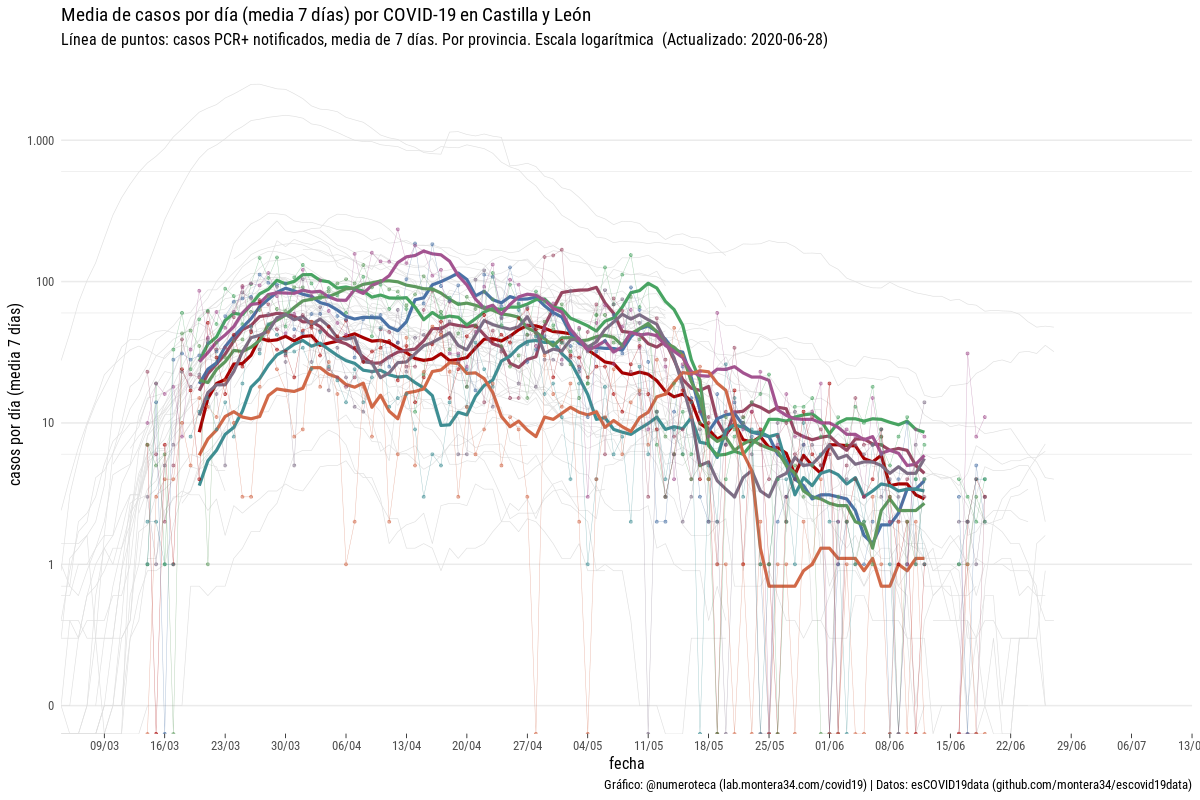 Media de casos por día (media 7 días) por COVID-19 en Castilla y León
Línea de puntos: casos PCR+ notificados, media de 7 días. Por provincia. Escala logarítmica (Actualizado: 2020-06-28)
casos por día (media 7 días)
1.000
100
10
1
0
09/03 16/03 23/03 30/03 06/04 13/04 20/04 27/04 04/05 11/05 18/05 25/05 01/06 08/06 15/06 22/06 29/06 06/07 13/0
fecha
Gráfico: @numeroteca (lab.montera34.com/covid19) | Datos: esCOVID19data (github.com/montera34/escovid19data)